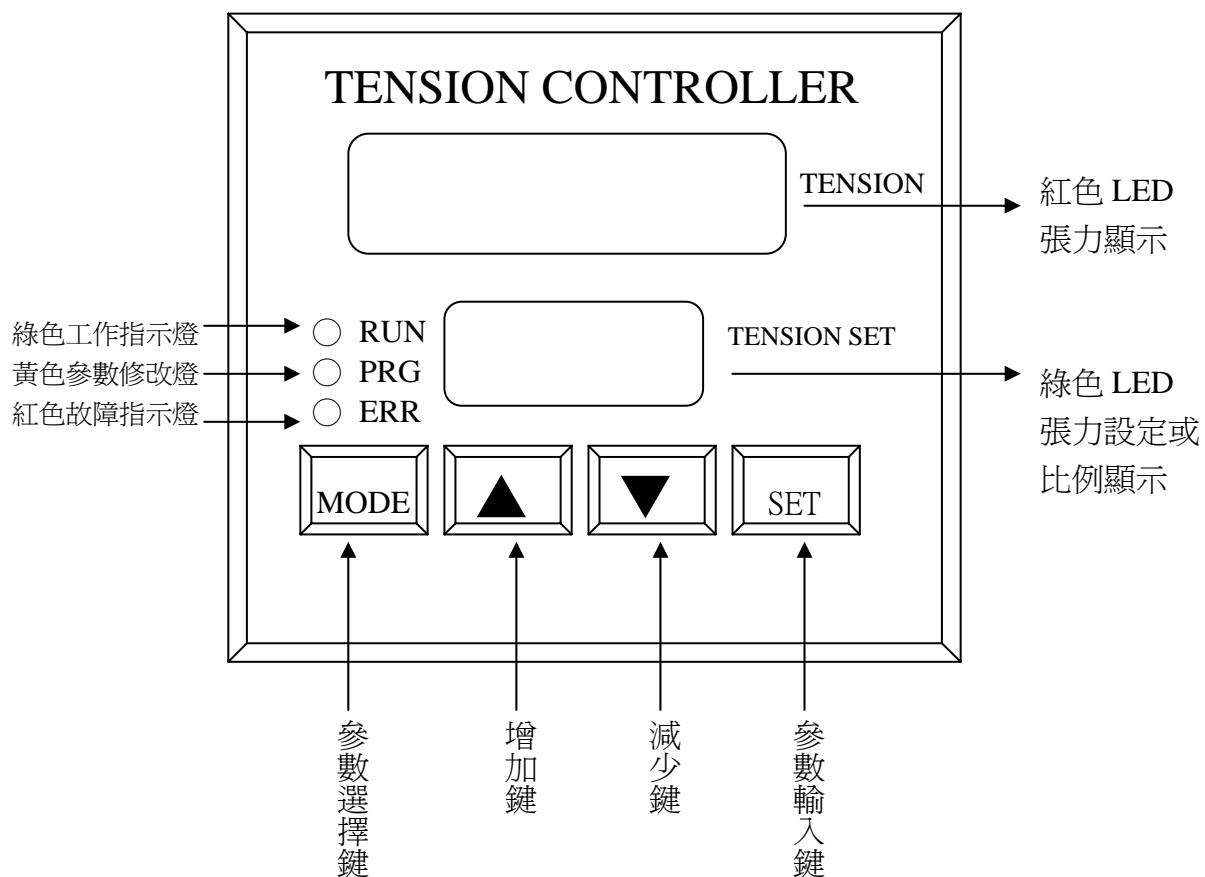 TENSION CONTROLLER
TENSION
紅色 LED
張力顯示
綠色工作指示燈
RUN
TENSION SET
黃色參數修改燈
PRG
綠色 LED
張力設定或
比例顯示
紅色故障指示燈
ERR
MODE
▲
▼
SET
參數選擇鍵
增加鍵
減少鍵
參數輸入鍵